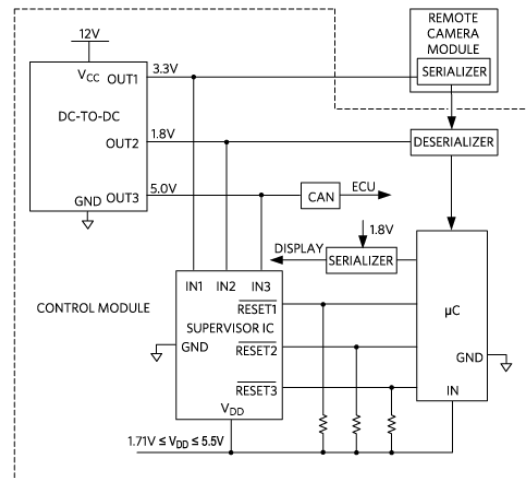 12V
REMOTE
CAMERA
MODULE
SERIALIZER
VCC OUT1 3.3V
DC-TO-DC
OUT2 1.8V
DESERIALIZER
GND OUT3 5.0V
CAN ECU
1.8V
DISPLAY SERIALIZER
IN1 IN2 IN3
CONTROL MODULE
RESET1
SUPERVISOR IC
µC
GND RESET2
GND
RESET3
IN
VDD
1.71V ≤ VDD ≤ 5.5V